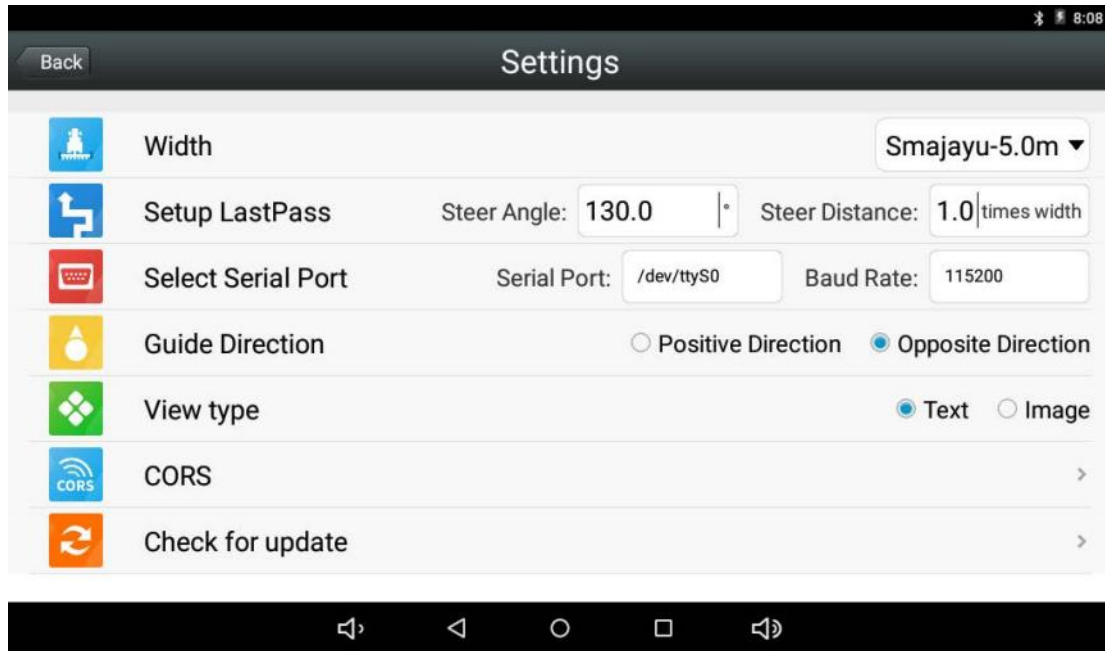 8:08
Back Settings
Width Smajayu-5.0m
Setup LastPass Steer Angle: 130.0 ° Steer Distance: 1.0 times width
Select Serial Port Serial Port: /dev/ttyS0 Baud Rate: 115200
Guide Direction Positive Direction Opposite Direction
View type Text Image
CORS CORS
Check for update